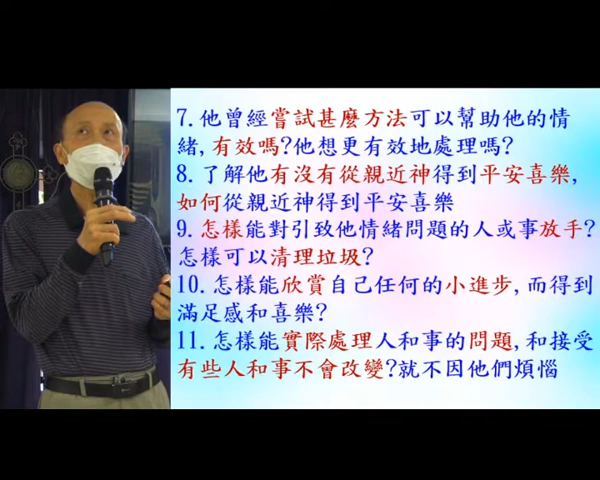 7.他曾經嘗試甚麼方法可以幫助他的情
緒,有效嗎?他想更有效地處理嗎?
8.了解他有沒有從親近神得到平安喜樂,
如何從親近神得到平安喜樂
9.怎樣能對引致他情緒問題的人或事放手?
怎樣可以清理垃圾?
10.怎樣能欣賞自己任何的小進步,而得到
滿足感和喜樂?
11.怎樣能實際處理人和事的問題,和接受
有些人和事不會改變?就不因他們煩惱